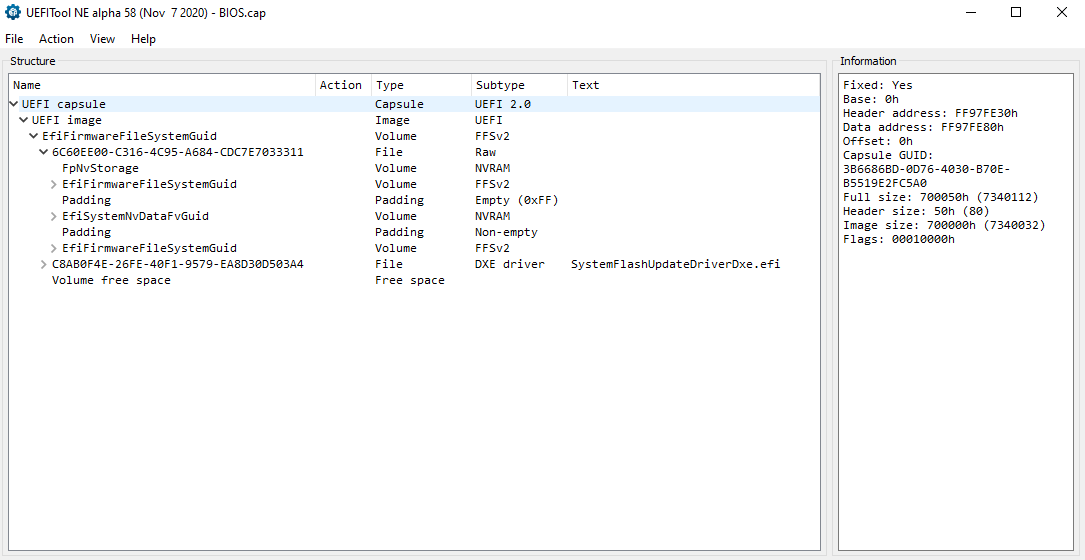 UEFITool NE alpha 58 (Nov  7 2020) - BIOS.cap
File Action View Help
Structure
Name Action Type Subtype Text
UEFI capsule Capsule UEFI 2.0
UEFI image Image UEFI
EfiFirmwareFileSystemGuid Volume FFSv2
6C60EE00-C316-4C95-A684-CDC7E7033311 File Raw
FpNvStorage Volume NVRAM
EfiFirmwareFileSystemGuid Volume FFSv2
Padding Padding Empty (0xFF)
EfiSystemNvDataFvGuid Volume NVRAM
Padding Padding Non-empty
EfiFirmwareFileSystemGuid Volume FFSv2
C8AB0F4E-26FE-40F1-9579-EA8D30D503A4 File DXE driver SystemFlashUpdateDriverDxe.efi
Volume free space Free space
Information
Fixed: Yes
Base: 0h
Header address: FF97FE30h
Data address: FF97FE80h
Offset: 0h
Capsule GUID:
3B6686BD-0D76-4030-B70E-
B5519E2FC5A0
Full size: 700050h (7340112)
Header size: 50h (80)
Image size: 700000h (7340032)
Flags: 00010000h